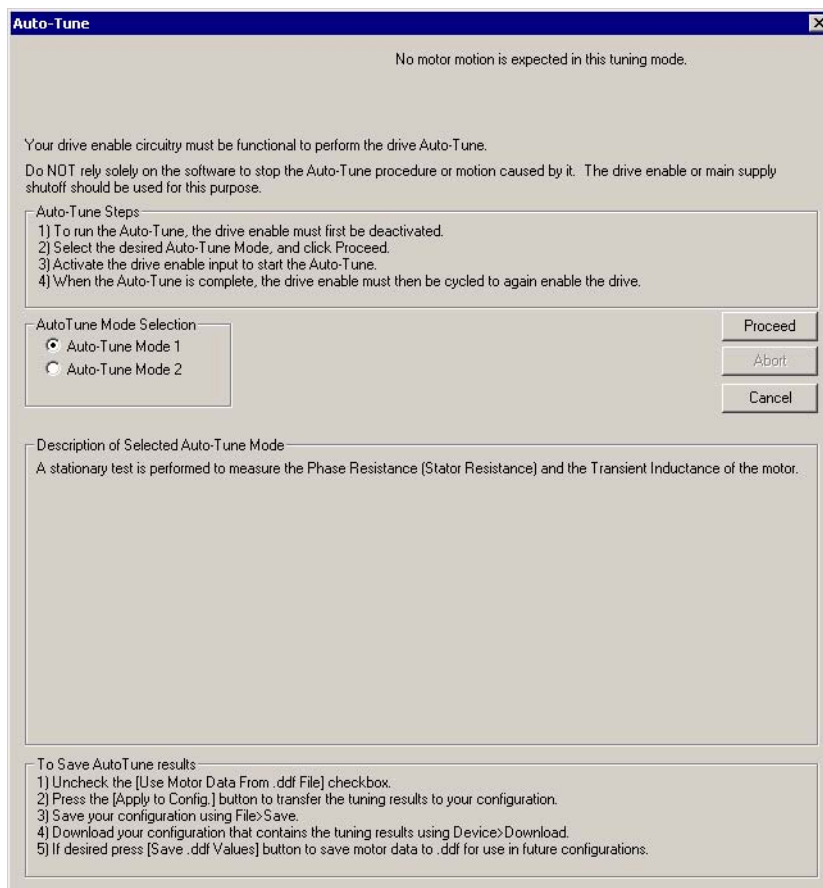 Auto-Tune
No motor motion is expected in this tuning mode.
Your drive enable circuitry must be functional to perform the drive Auto-Tune.
Do NOT rely solely on the software to stop the Auto-Tune procedure or motion caused by it. The drive enable or main supply
shutoff should be used for this purpose.
Auto-Tune Steps
1) To run the Auto-Tune, the drive enable must first be deactivated.
2) Select the desired Auto-Tune Mode, and click Proceed.
3) Activate the drive enable input to start the Auto-Tune.
4) When the Auto-Tune is complete, the drive enable must then be cycled to again enable the drive.
AutoTune Mode Selection
Auto-Tune Mode 1
Auto-Tune Mode 2
Proceed
Abort
Cancel
Description of Selected Auto-Tune Mode
A stationary test is performed to measure the Phase Resistance (Stator Resistance) and the Transient Inductance of the motor.
To Save AutoTune results
1) Uncheck the [Use Motor Data From .ddf File] checkbox.
2) Press the [Apply to Config.] button to transfer the tuning results to your configuration.
3) Save your configuration using File>Save.
4) Download your configuration that contains the tuning results using Device>Download.
5) If desired press [Save .ddf Values] button to save motor data to .ddf for use in future configurations.